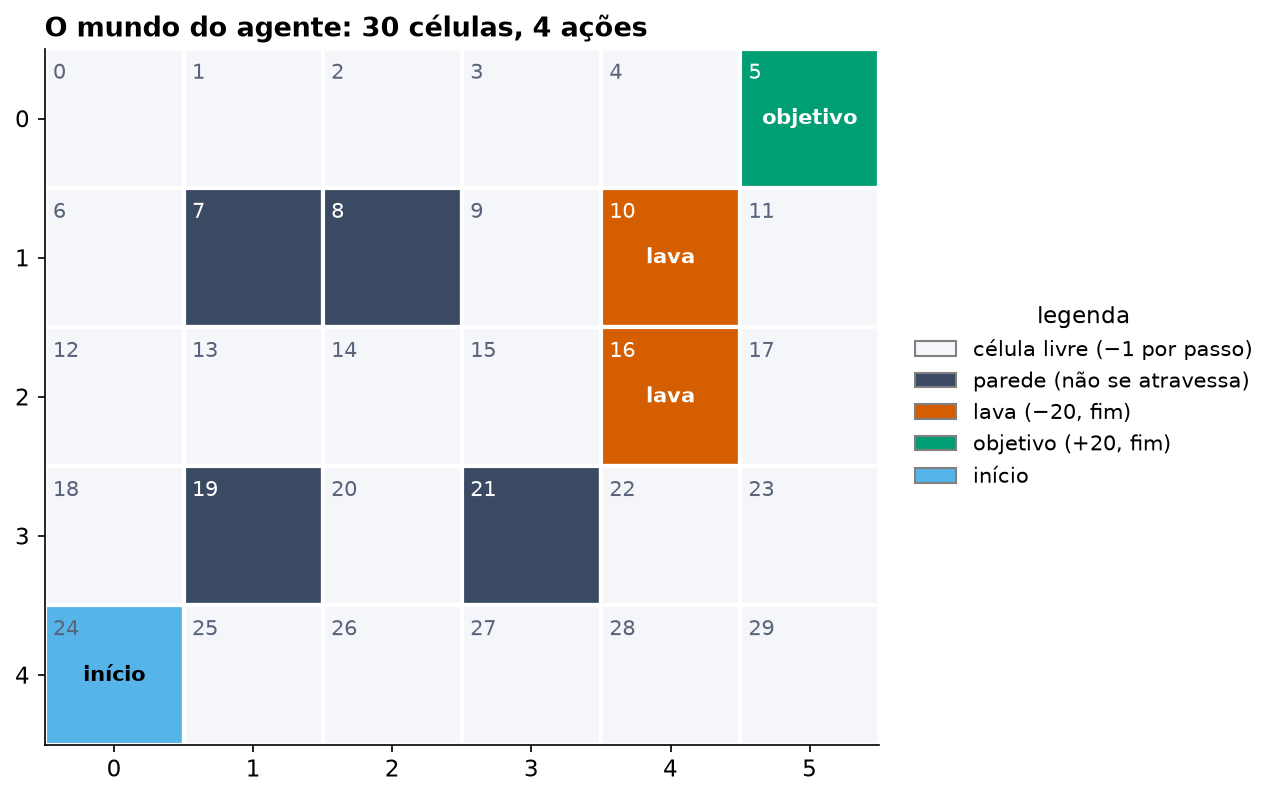 O mundo do agente: 30 células, 4 ações
0 1 2 3 4 5
objetivo
0
6 7 8 9 10 11
lava
1
12 13 14 15 16 17
lava
2
18 19 20 21 22 23
3
24 25 26 27 28 29
início
4
0 1 2 3 4 5
legenda
célula livre (−1 por passo)
parede (não se atravessa)
lava (−20, fim)
objetivo (+20, fim)
início